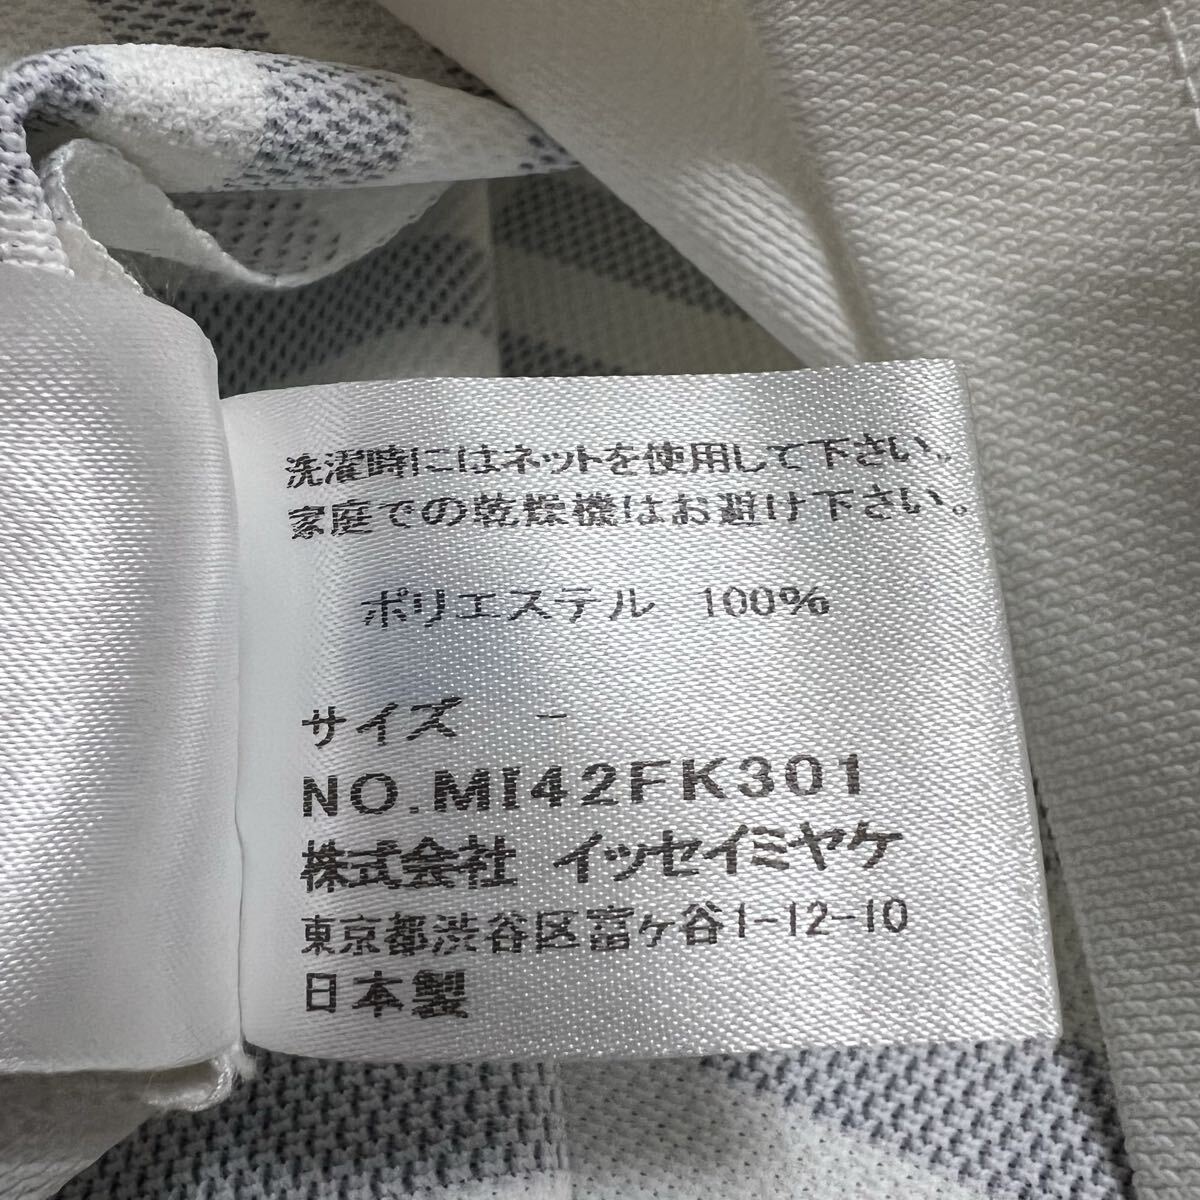 洗濯時にはネットを使用して下さい。
家庭での乾燥機はお避け下さい。
ポリエステル 100%
サイズ -
NO.MI42FK301
株式会社 イッセイミヤケ
東京都渋谷区富ヶ谷1-12-10
日本製